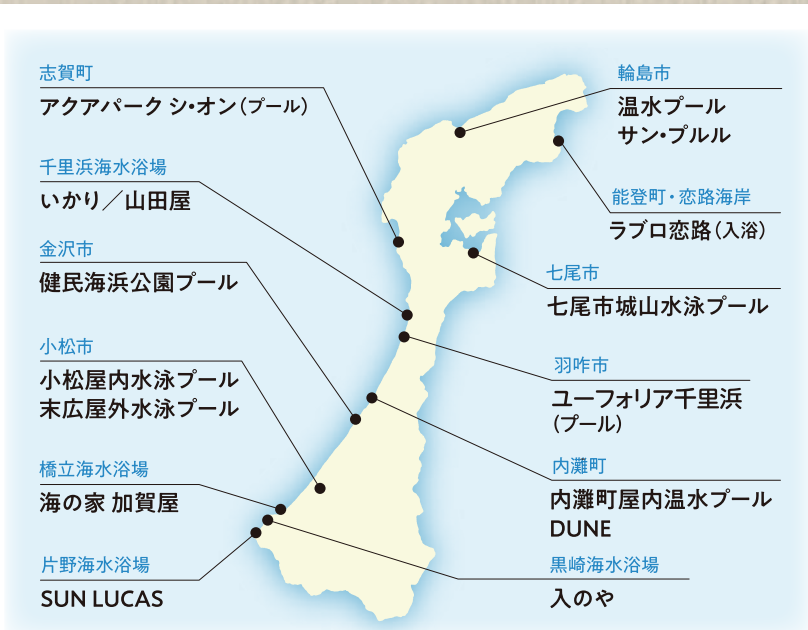 志賀町
アクアパーク シ・オン（プール）
千里浜海水浴場
いかり／山田屋
金沢市
健民海浜公園プール
小松市
小松屋内水泳プール
末広屋外水泳プール
橋立海水浴場
海の家 加賀屋
片野海水浴場
SUN LUCAS
輪島市
温水プール
サン・プルル
能登町・恋路海岸
ラブロ恋路（入浴）
七尾市
七尾市城山水泳プール
羽咋市
ユーフォリア千里浜
（プール）
内灘町
内灘町屋内温水プール
DUNE
黒崎海水浴場
入のや